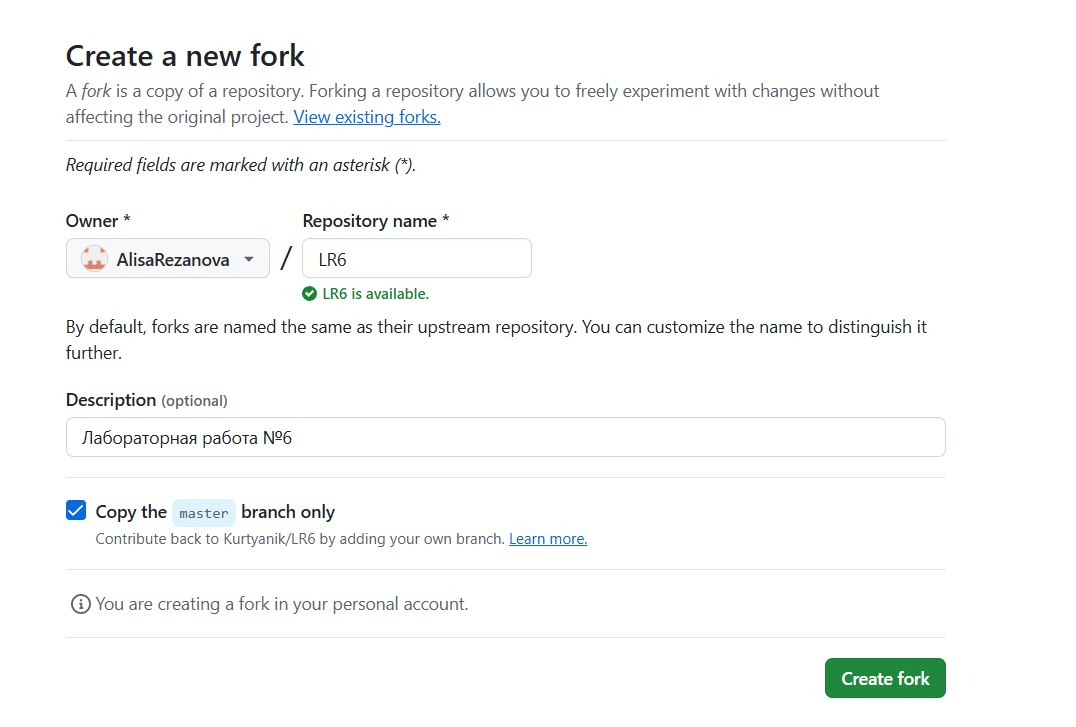 Create a new fork
A fork is a copy of a repository. Forking a repository allows you to freely experiment with changes without
affecting the original project. View existing forks.
Required fields are marked with an asterisk (*).
Owner *
Repository name *
AlisaRezanova
/
LR6
LR6 is available.
By default, forks are named the same as their upstream repository. You can customize the name to distinguish it
further.
Description (optional)
Лабораторная работа №6
Copy the master branch only
Contribute back to Kurtyanik/LR6 by adding your own branch. Learn more.
You are creating a fork in your personal account.
Create fork